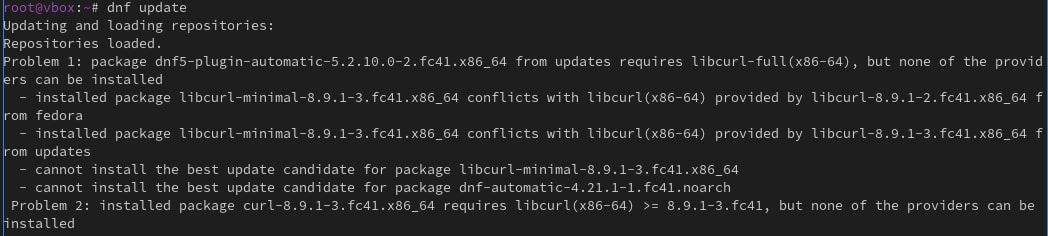 root@vbox:~# dnf update
Updating and loading repositories:
Repositories loaded.
Problem 1: package dnf5-plugin-automatic-5.2.10.0-2.fc41.x86_64 from updates requires libcurl-full(x86-64), but none of the provid
ers can be installed
  - installed package libcurl-minimal-8.9.1-3.fc41.x86_64 conflicts with libcurl(x86-64) provided by libcurl-8.9.1-2.fc41.x86_64 f
rom fedora
  - installed package libcurl-minimal-8.9.1-3.fc41.x86_64 conflicts with libcurl(x86-64) provided by libcurl-8.9.1-3.fc41.x86_64 f
rom updates
  - cannot install the best update candidate for package libcurl-minimal-8.9.1-3.fc41.x86_64
  - cannot install the best update candidate for package dnf-automatic-4.21.1-1.fc41.noarch
 Problem 2: installed package curl-8.9.1-3.fc41.x86_64 requires libcurl(x86-64) >= 8.9.1-3.fc41, but none of the providers can be
installed